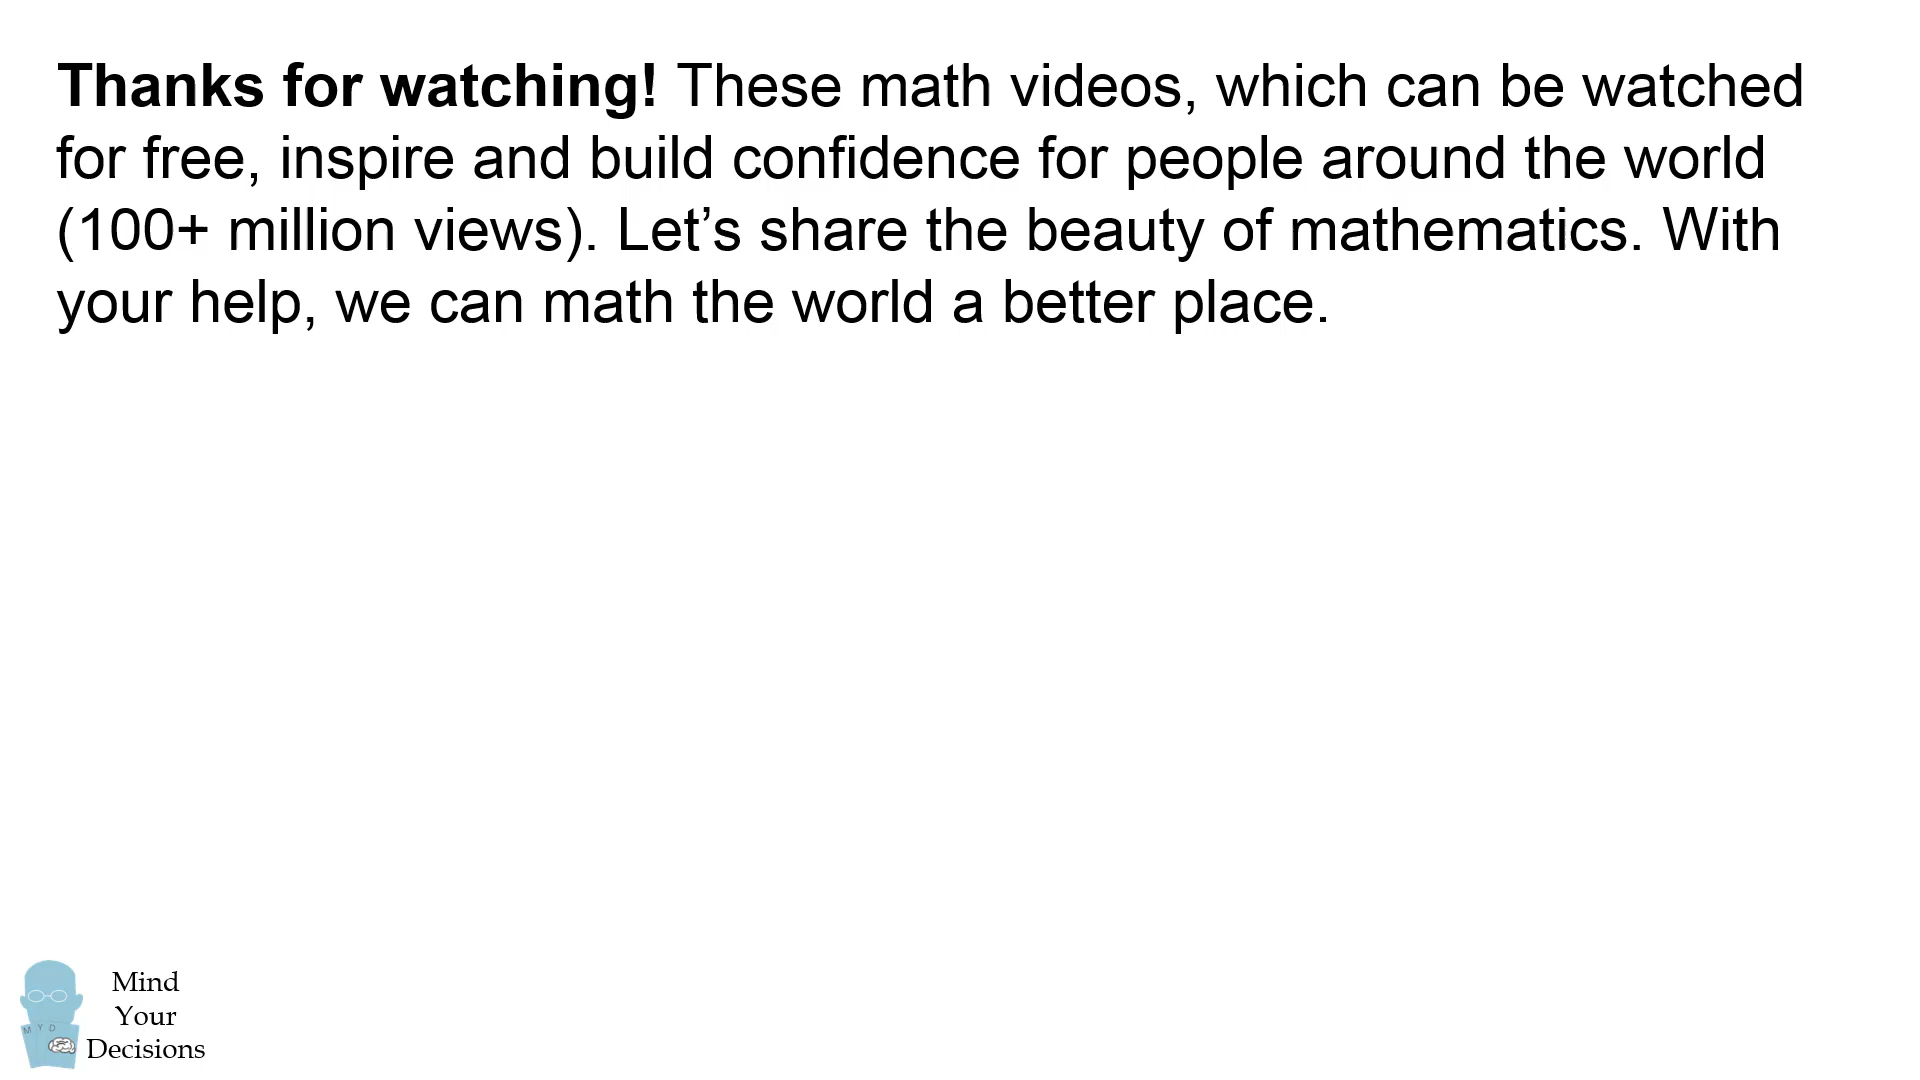 Thanks for watching! These math videos, which can be watched
for free, inspire and build confidence for people around the world
(100+ million views). Let’s share the beauty of mathematics. With
your help, we can math the world a better place.
Mind
Your
Decisions
M Y D